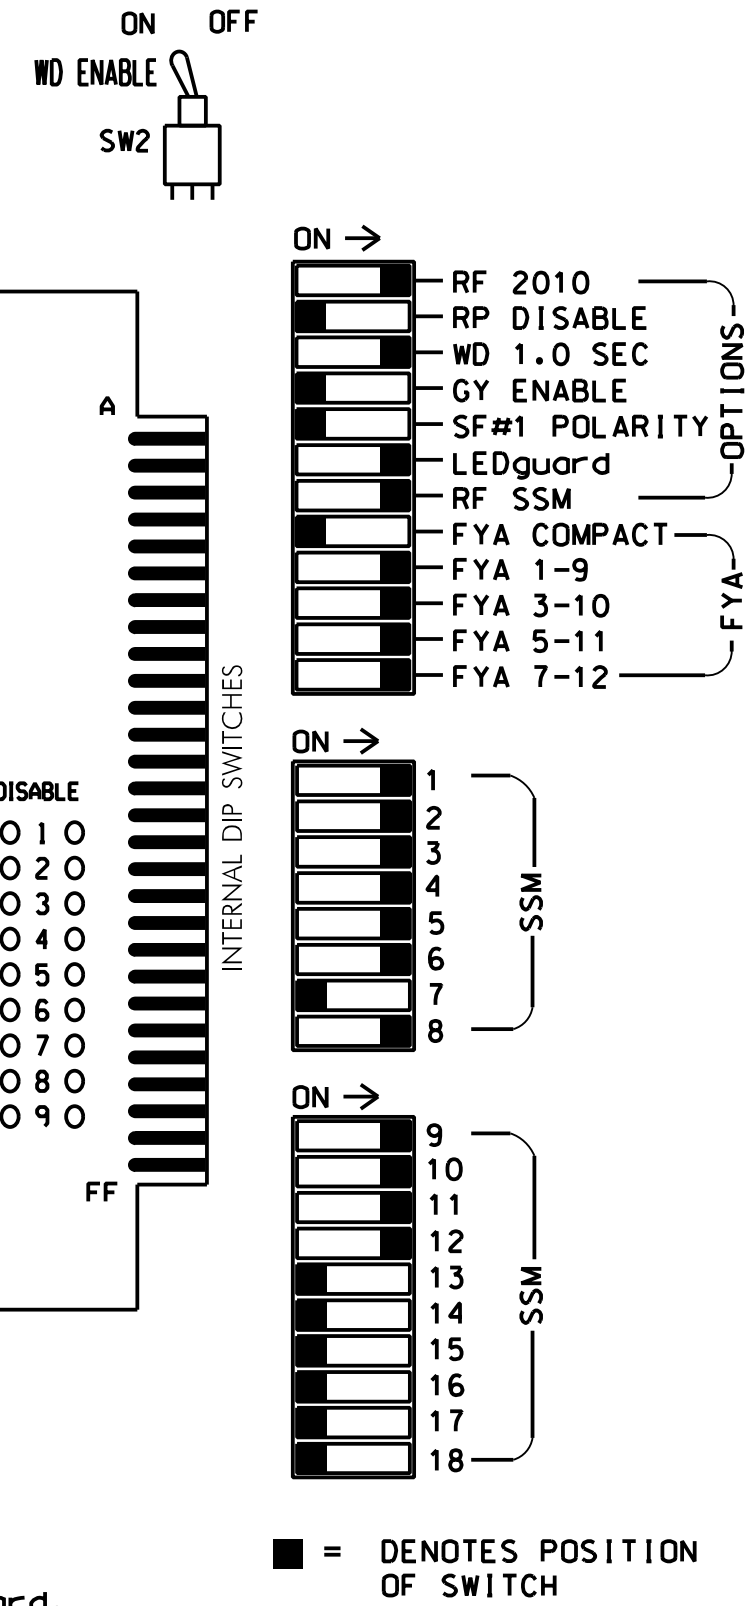 ON OFF
WD ENABLE
SW2
ON
RF 2010
RP DISABLE
WD 1.0 SEC
GY ENABLE
SF#1 POLARITY
LEDguard
RF SSM
OPTIONS
FYA COMPACT
FYA 1-9
FYA 3-10
FYA 5-11
FYA 7-12
FYA
A
FF
INTERNAL DIP SWITCHES
DISABLE
1
2
3
4
5
6
7
8
9
ON
1
2
3
4
5
6
7
8
SSM
ON
9
10
11
12
13
14
15
16
17
18
SSM
= DENOTES POSITION
OF SWITCH